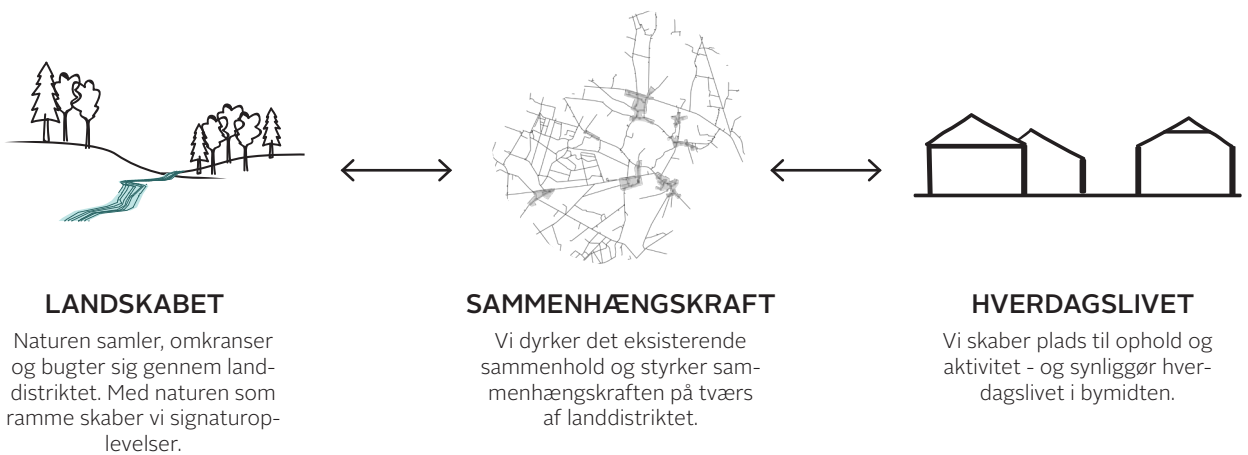 LANDSKABET
Naturen samler, omkranser
og bugter sig gennem land-
distriktet. Med naturen som
ramme skaber vi signaturop-
levelser.
SAMMENHÆNGSKRAFT
Vi dyrker det eksisterende
sammenhold og styrker sam-
menhængskraften på tværs
af landdistriktet.
HVERDAGSLIVET
Vi skaber plads til ophold og
aktivitet - og synliggør hver-
dagslivet i bymidten.